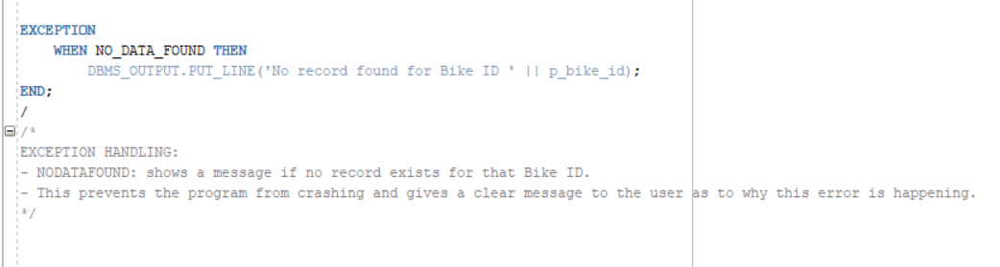 EXCEPTION
    WHEN NO_DATA_FOUND THEN
        DBMS_OUTPUT.PUT_LINE('No record found for Bike ID ' || p_bike_id);
END;
/
/*
EXCEPTION HANDLING:
- NODATAFOUND: shows a message if no record exists for that Bike ID.
- This prevents the program from crashing and gives a clear message to the user as to why this error is happening.
*/